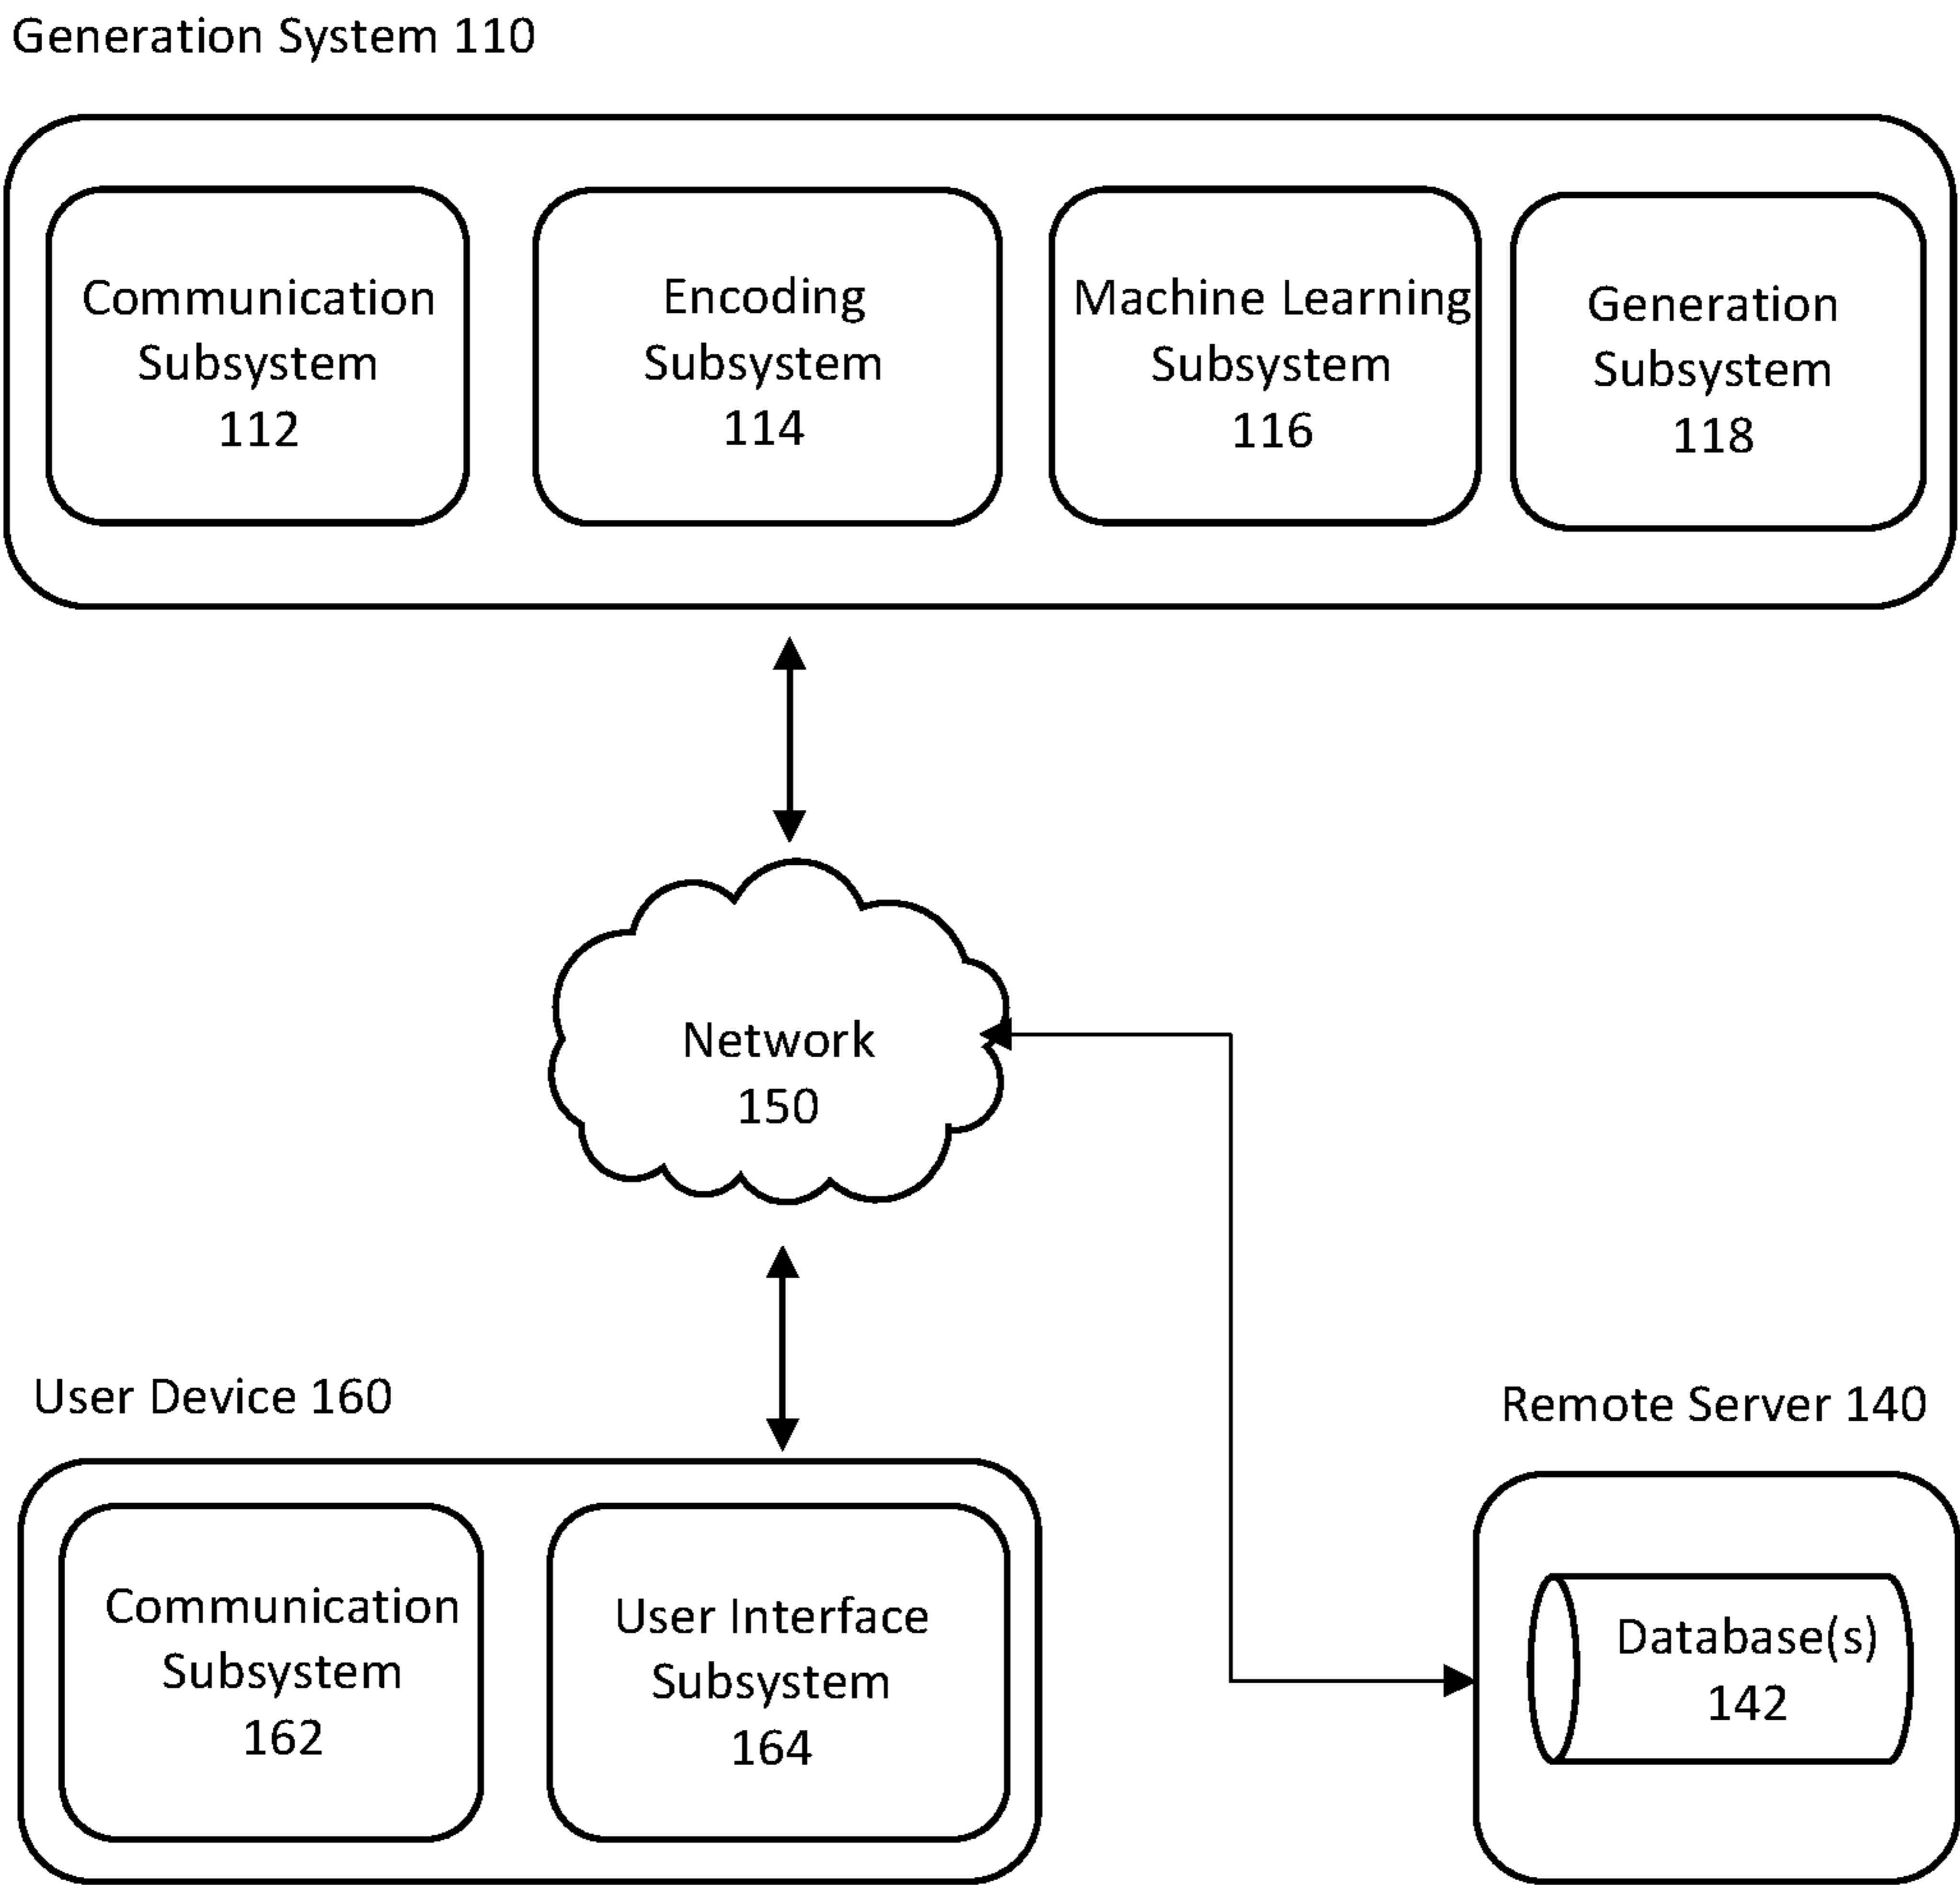 Generation System 110
Communication
Subsystem
112
Encoding
Subsystem
114
Machine Learning
Subsystem
116
Generation
Subsystem
118
Network
150
User Device 160
Communication
Subsystem
162
User Interface
Subsystem
164
Remote Server 140
Database(s)
142